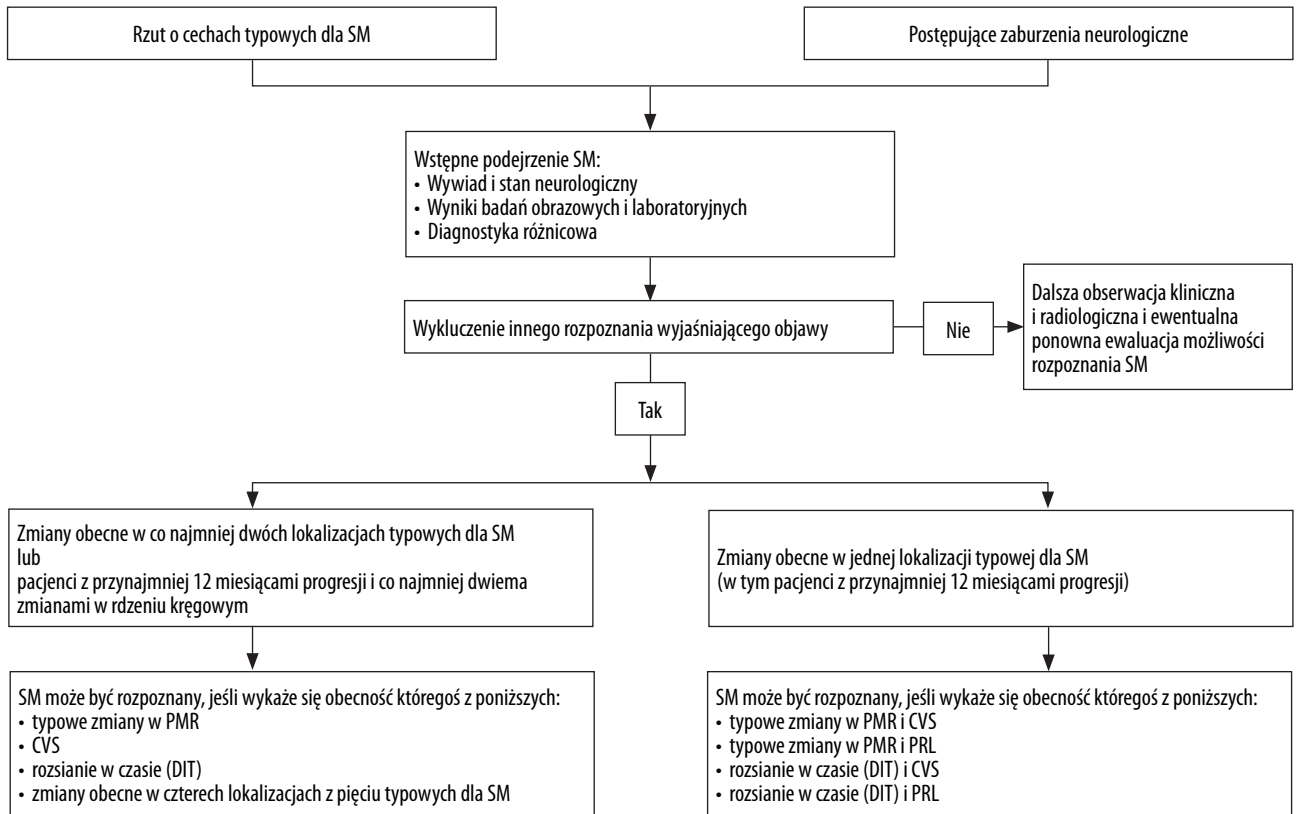 Rzut o cechach typowych dla SM
Postępujące zaburzenia neurologiczne
Wstępne podejrzenie SM:
• Wywiad i stan neurologiczny
• Wyniki badań obrazowych i laboratoryjnych
• Diagnostyka różnicowa
Wykluczenie innego rozpoznania wyjaśniającego objawy
Nie
Dalsza obserwacja kliniczna
i radiologiczna i ewentualna
ponowna ewaluacja możliwości
rozpoznania SM
Tak
Zmiany obecne w co najmniej dwóch lokalizacjach typowych dla SM
lub
pacjenci z przynajmniej 12 miesiącami progresji i co najmniej dwiema
zmianami w rdzeniu kręgowym
Zmiany obecne w jednej lokalizacji typowej dla SM
(w tym pacjenci z przynajmniej 12 miesiącami progresji)
SM może być rozpoznany, jeśli wykaże się obecność któregoś z poniższych:
• typowe zmiany w PMR
• CVS
• rozsianie w czasie (DIT)
• zmiany obecne w czterech lokalizacjach z pięciu typowych dla SM
SM może być rozpoznany, jeśli wykaże się obecność któregoś z poniższych:
• typowe zmiany w PMR i CVS
• typowe zmiany w PMR i PRL
• rozsianie w czasie (DIT) i CVS
• rozsianie w czasie (DIT) i PRL